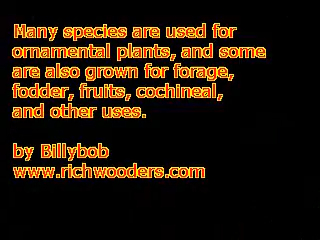 Many species are used for
ornamental plants, and some
are also grown for forage,
fodder, fruits, cochineal,
and other uses.
by Billybob
www.richwooders.com